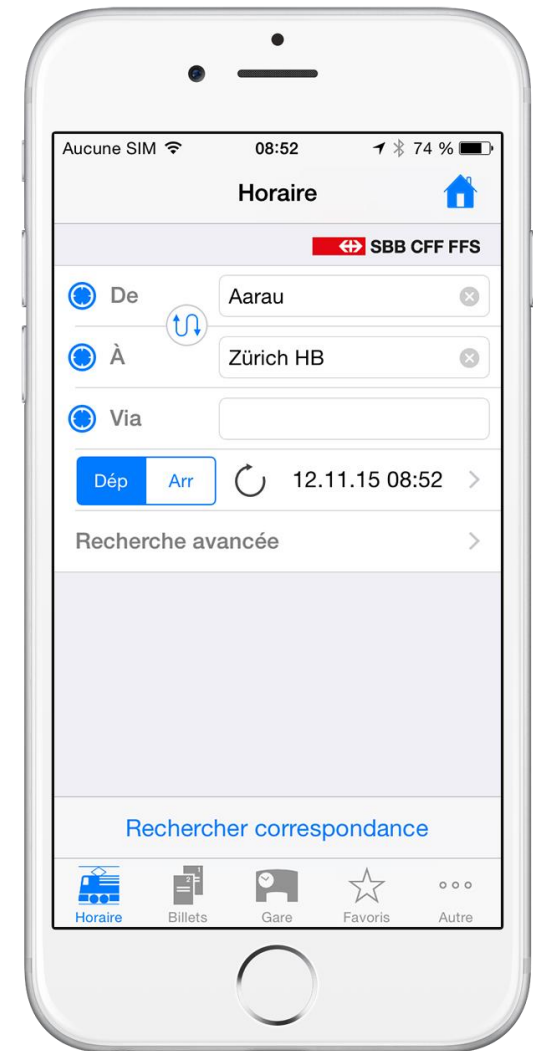 Aucune SIM 08:52 74 %
Horaire
SBB CFF FFS
De Aarau
À Zürich HB
Via
Dép Arr 12.11.15 08:52
Recherche avancée
Rechercher correspondance
Horaire Billets Gare Favoris Autre